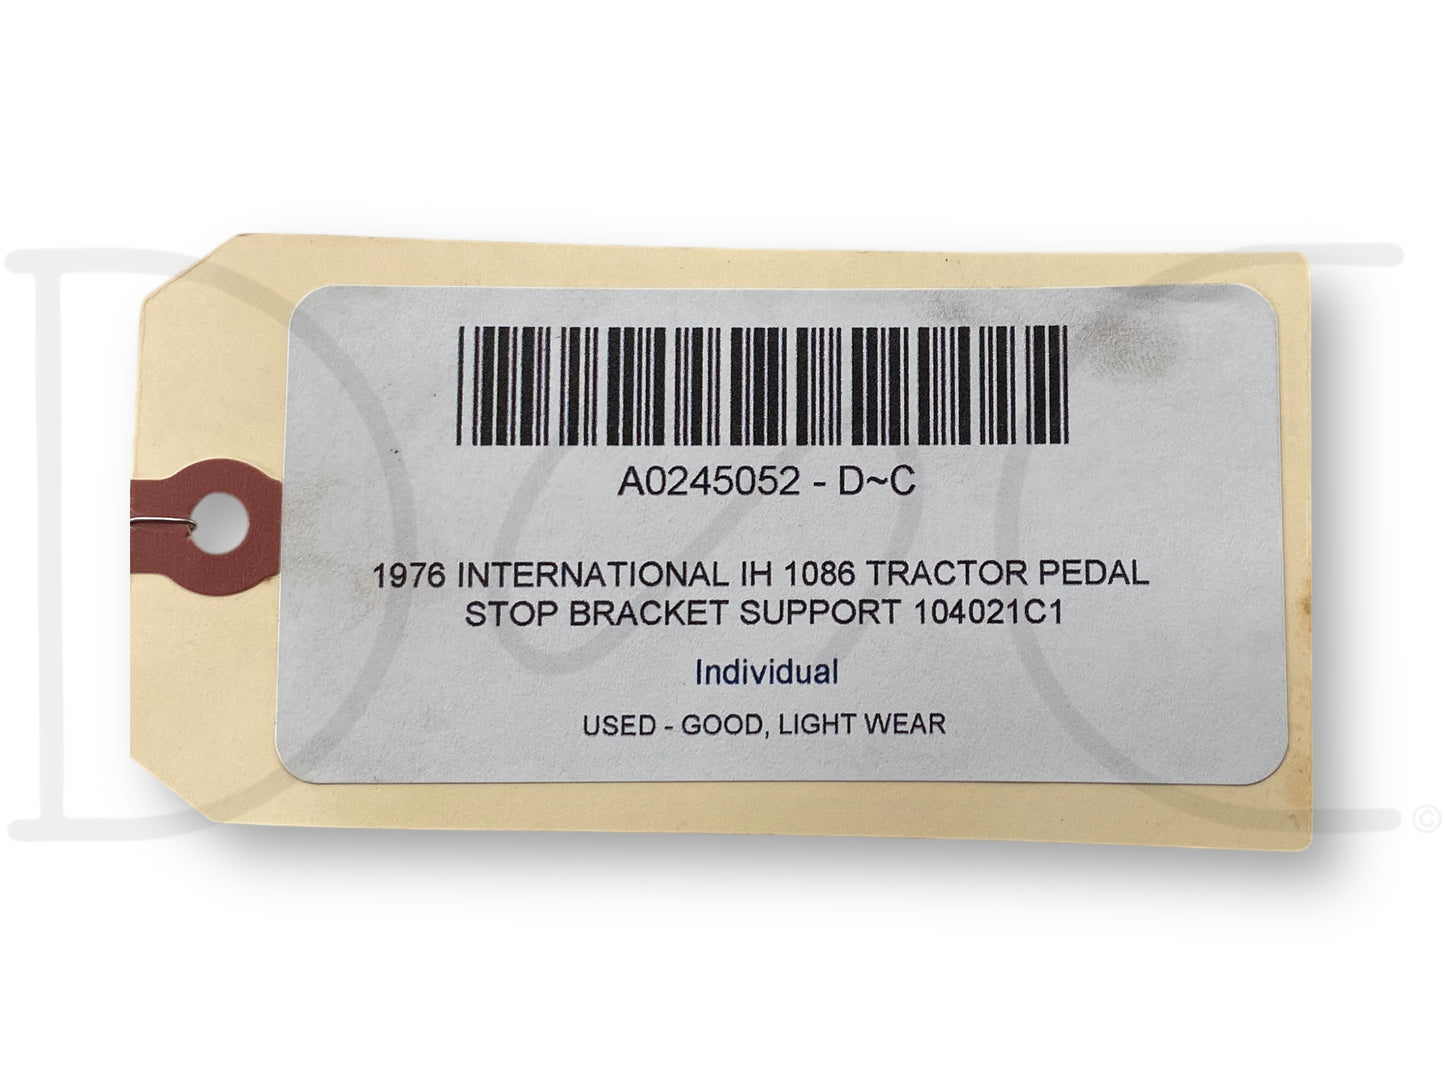 A0245052 - D~C
1976 INTERNATIONAL IH 1086 TRACTOR PEDAL
STOP BRACKET SUPPORT 104021C1
Individual
USED - GOOD, LIGHT WEAR
D~C
©